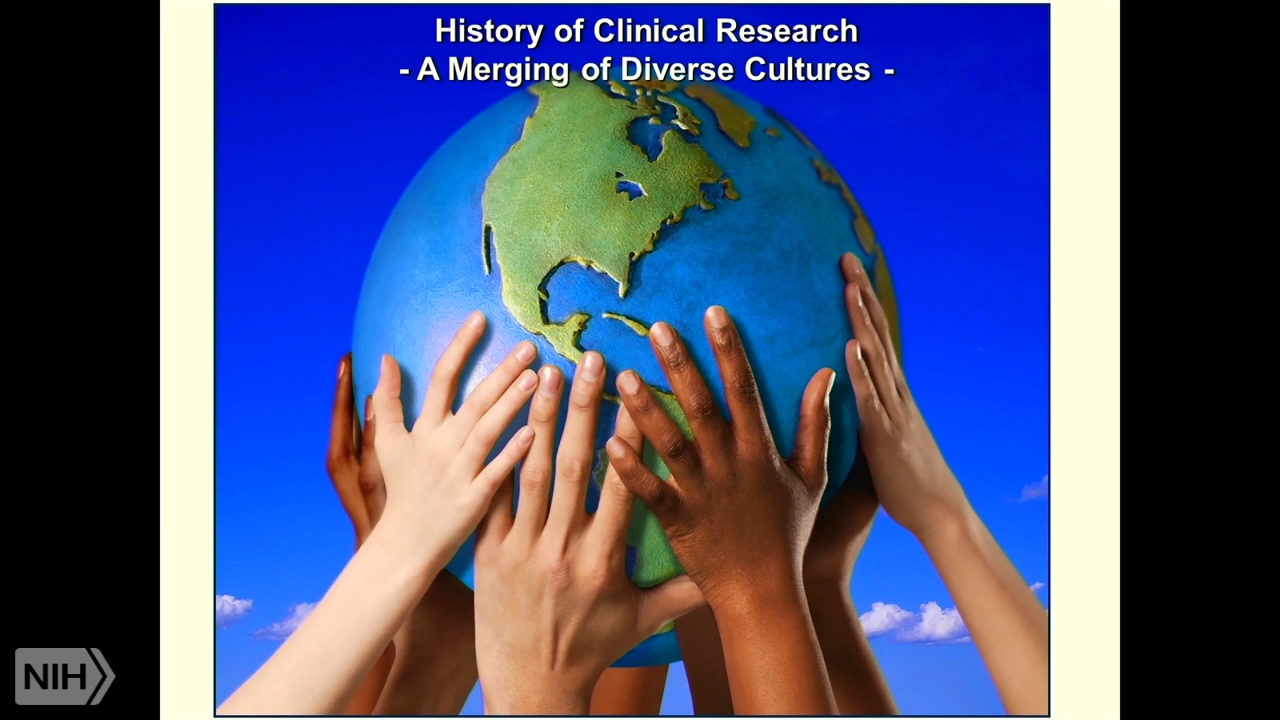 History of Clinical Research
- A Merging of Diverse Cultures -
NIH